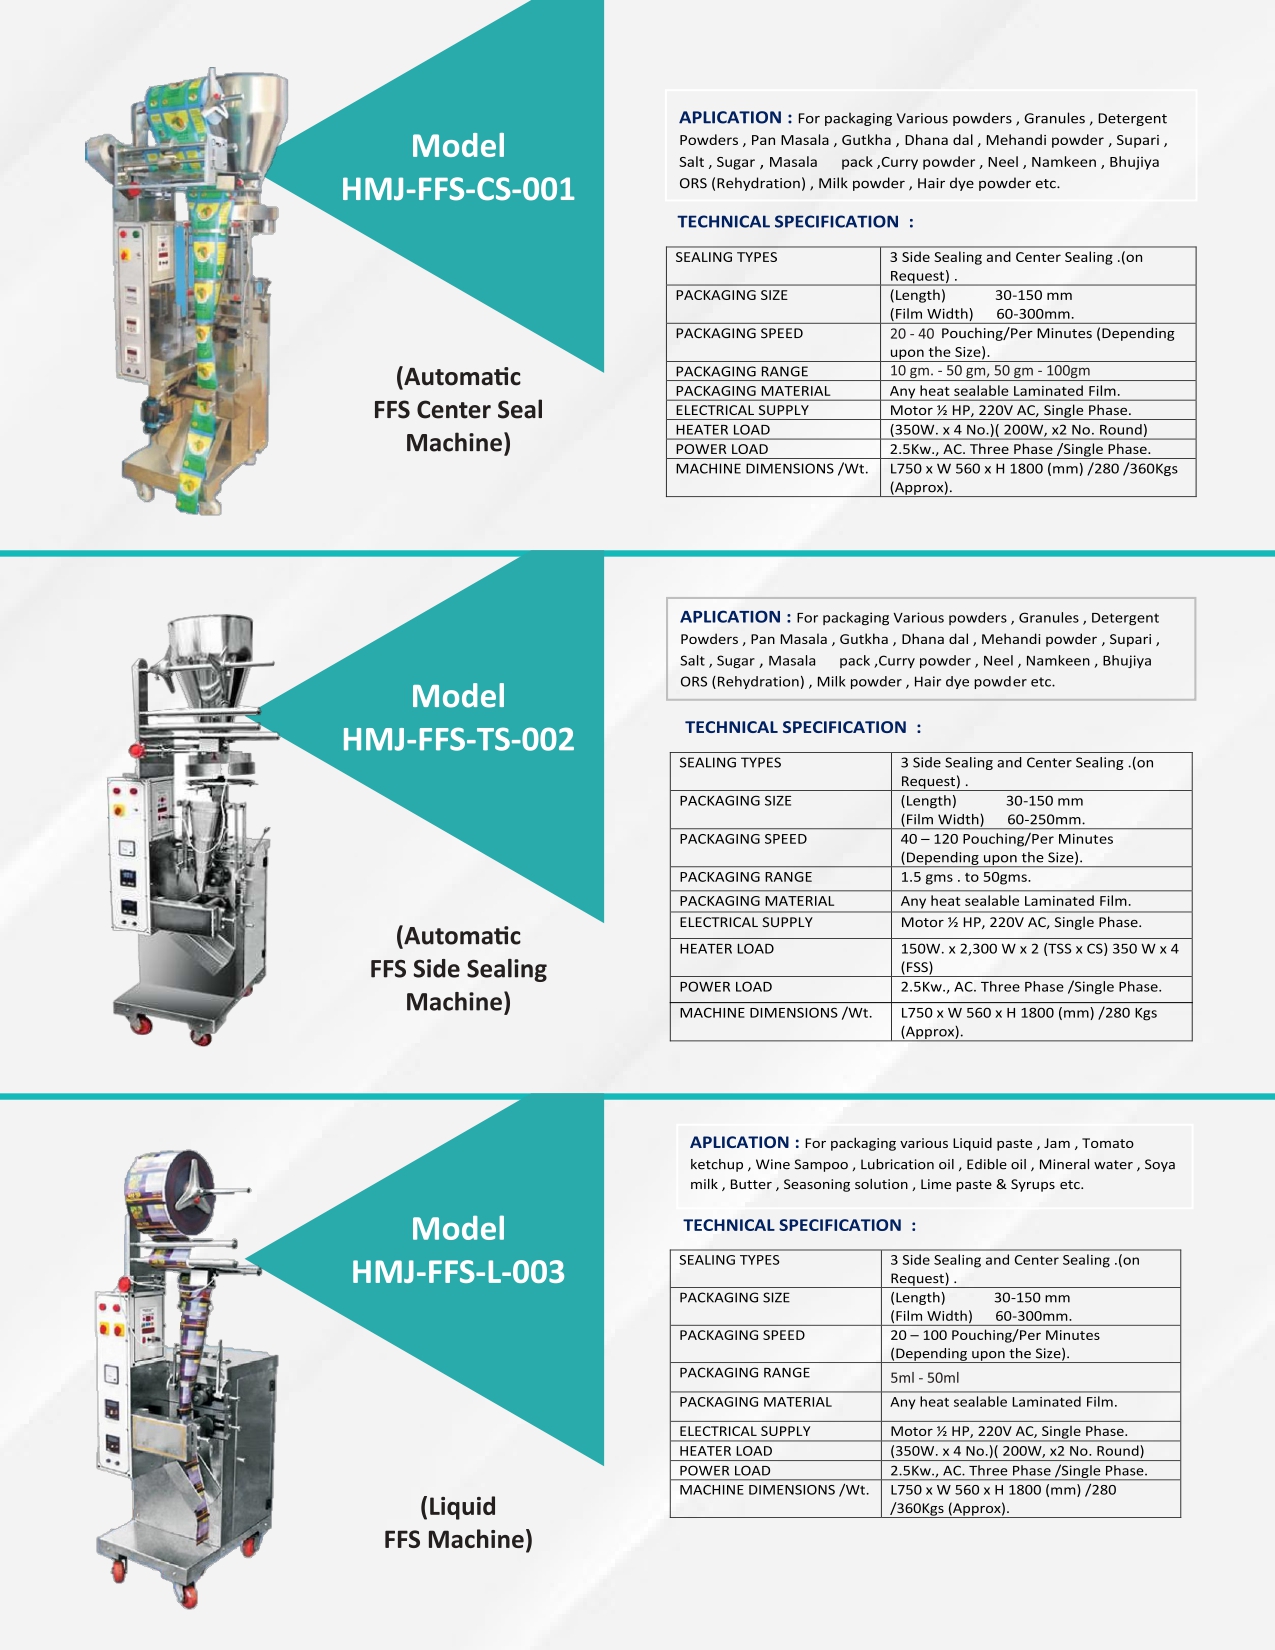 Model
HMJ-FFS-CS-001
(Automatic
FFS Center Seal
Machine)
APLICATION : For packaging Various powders , Granules , Detergent
Powders , Pan Masala , Gutkha , Dhana dal , Mehandi powder , Supari ,
Salt , Sugar , Masala pack ,Curry powder , Neel , Namkeen , Bhujiya
ORS (Rehydration) , Milk powder , Hair dye powder etc.
TECHNICAL SPECIFICATION :
SEALING TYPES 3 Side Sealing and Center Sealing .(on
Request) .
PACKAGING SIZE (Length) 30-150 mm
(Film Width) 60-300mm.
PACKAGING SPEED 20 - 40 Pouching/Per Minutes (Depending
upon the Size).
PACKAGING RANGE 10 gm. - 50 gm, 50 gm - 100gm
PACKAGING MATERIAL Any heat sealable Laminated Film.
ELECTRICAL SUPPLY Motor ½ HP, 220V AC, Single Phase.
HEATER LOAD (350W. x 4 No.)( 200W, x2 No. Round)
POWER LOAD 2.5Kw., AC. Three Phase /Single Phase.
MACHINE DIMENSIONS /Wt. L750 x W 560 x H 1800 (mm) /280 /360Kgs
(Approx).
Model
HMJ-FFS-TS-002
(Automatic
FFS Side Sealing
Machine)
APLICATION : For packaging Various powders , Granules , Detergent
Powders , Pan Masala , Gutkha , Dhana dal , Mehandi powder , Supari ,
Salt , Sugar , Masala pack ,Curry powder , Neel , Namkeen , Bhujiya
ORS (Rehydration) , Milk powder , Hair dye powder etc.
TECHNICAL SPECIFICATION :
SEALING TYPES 3 Side Sealing and Center Sealing .(on
Request) .
PACKAGING SIZE (Length) 30-150 mm
(Film Width) 60-250mm.
PACKAGING SPEED 40 – 120 Pouching/Per Minutes
(Depending upon the Size).
PACKAGING RANGE 1.5 gms . to 50gms.
PACKAGING MATERIAL Any heat sealable Laminated Film.
ELECTRICAL SUPPLY Motor ½ HP, 220V AC, Single Phase.
HEATER LOAD 150W. x 2,300 W x 2 (TSS x CS) 350 W x 4
(FSS)
POWER LOAD 2.5Kw., AC. Three Phase /Single Phase.
MACHINE DIMENSIONS /Wt. L750 x W 560 x H 1800 (mm) /280 Kgs
(Approx).
Model
HMJ-FFS-L-003
(Liquid
FFS Machine)
APLICATION : For packaging various Liquid paste , Jam , Tomato
ketchup , Wine Sampoo , Lubrication oil , Edible oil , Mineral water , Soya
milk , Butter , Seasoning solution , Lime paste & Syrups etc.
TECHNICAL SPECIFICATION :
SEALING TYPES 3 Side Sealing and Center Sealing .(on
Request) .
PACKAGING SIZE (Length) 30-150 mm
(Film Width) 60-300mm.
PACKAGING SPEED 20 – 100 Pouching/Per Minutes
(Depending upon the Size).
PACKAGING RANGE 5ml - 50ml
PACKAGING MATERIAL Any heat sealable Laminated Film.
ELECTRICAL SUPPLY Motor ½ HP, 220V AC, Single Phase.
HEATER LOAD (350W. x 4 No.)( 200W, x2 No. Round)
POWER LOAD 2.5Kw., AC. Three Phase /Single Phase.
MACHINE DIMENSIONS /Wt. L750 x W 560 x H 1800 (mm) /280
/360Kgs (Approx).